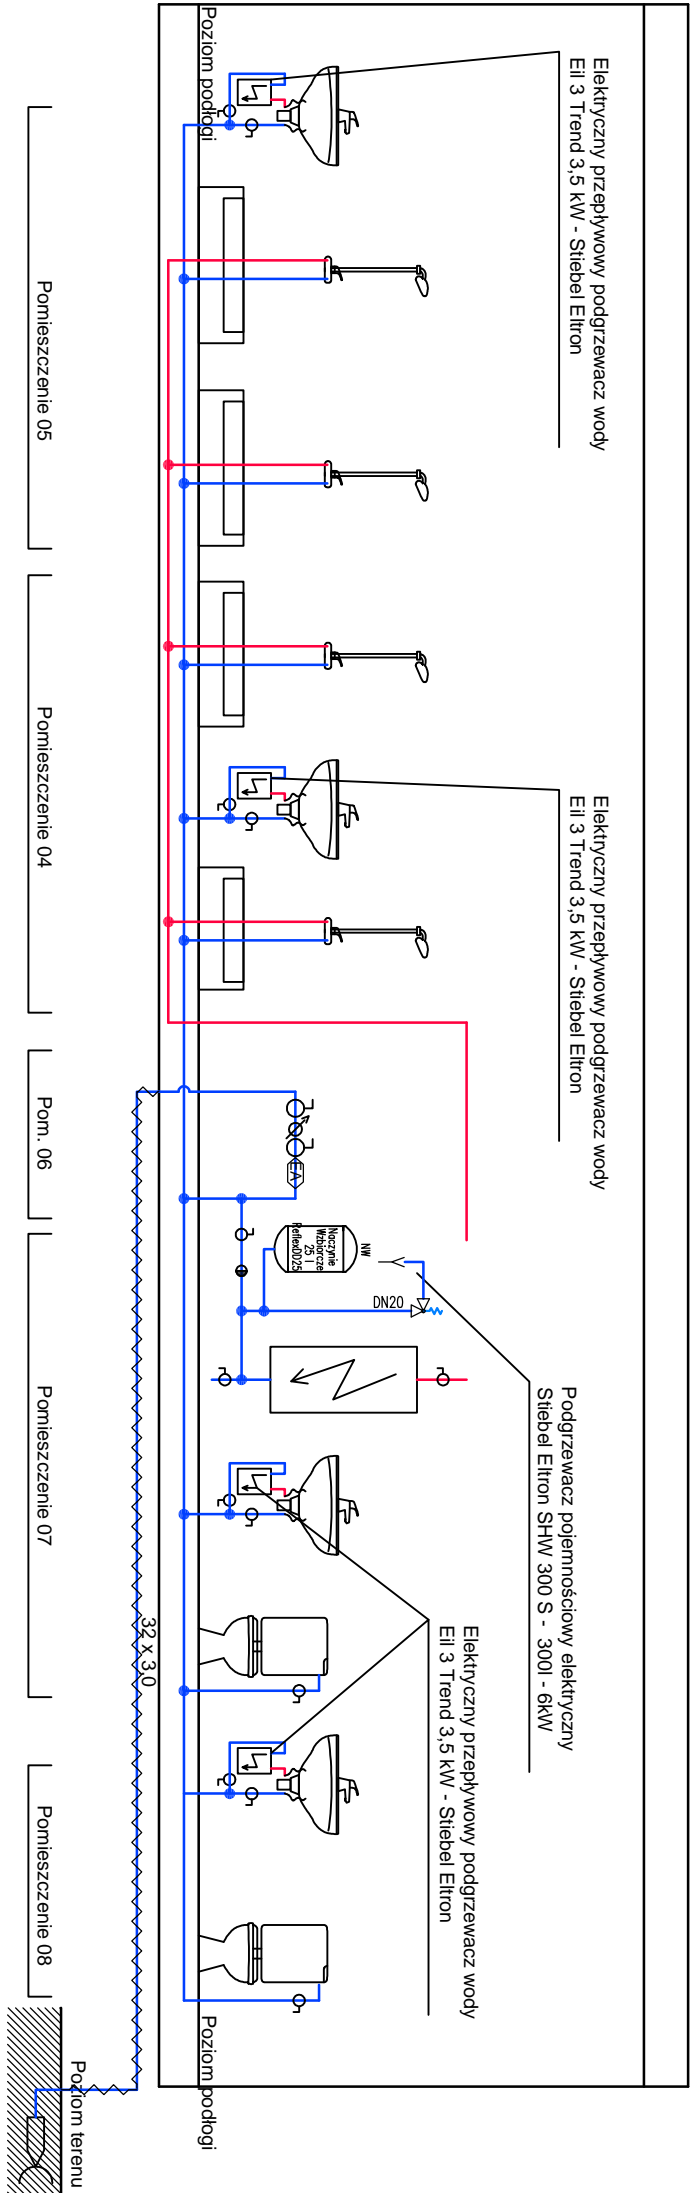 Elektryczny przepływowy podgrzewacz wody
Eil 3 Trend 3,5 kW - Stiebel Eltron
Elektryczny przepływowy podgrzewacz wody
Eil 3 Trend 3,5 kW - Stiebel Eltron
Podgrzewacz pojemnościowy elektryczny
Stiebel Eltron SHW 300 S - 300l - 6kW
Elektryczny przepływowy podgrzewacz wody
Eil 3 Trend 3,5 kW - Stiebel Eltron
NW
Naczynie
Wzbiorcze
25 l
ReflexDD25
DN20
EA
Poziom podłogi
Poziom podłogi
32 x 3,0
Poziom terenu
Pomieszczenie 05
Pomieszczenie 04
Pom. 06
Pomieszczenie 07
Pomieszczenie 08